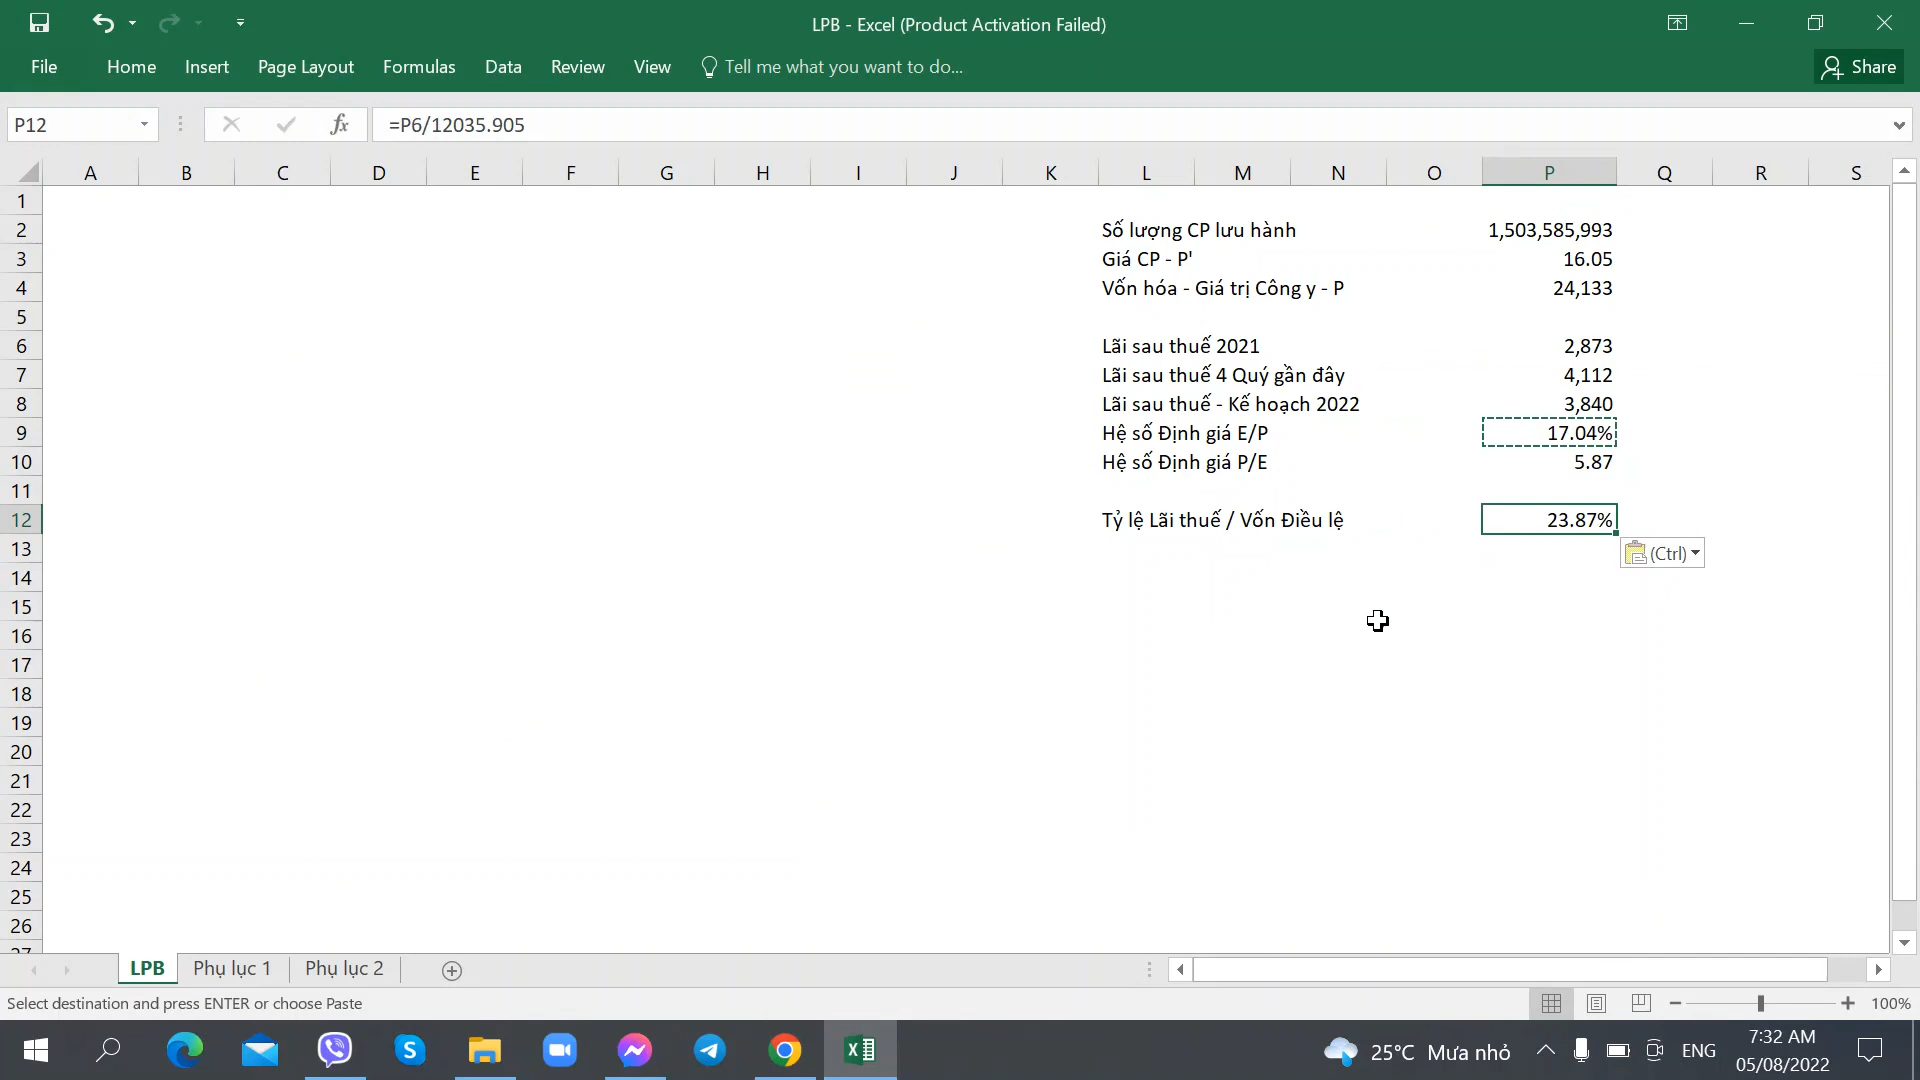 LPB - Excel (Product Activation Failed)
File Home Insert Page Layout Formulas Data Review View Tell me what you want to do... Share
P12 fx =P6/12035.905
A B C D E F G H I J K L M N O P Q R S
1
2 Số lượng CP lưu hành 1,503,585,993
3 Giá CP - P' 16.05
4 Vốn hóa - Giá trị Công y - P 24,133
5
6 Lãi sau thuế 2021 2,873
7 Lãi sau thuế 4 Quý gần đây 4,112
8 Lãi sau thuế - Kế hoạch 2022 3,840
9 Hệ số Định giá E/P 17.04%
10 Hệ số Định giá P/E 5.87
11
12 Tỷ lệ Lãi thuế / Vốn Điều lệ 23.87%
13 (Ctrl)
14
15
16
17
18
19
20
21
22
23
24
25
26
27
LPB Phụ lục 1 Phụ lục 2
Select destination and press ENTER or choose Paste 100%
25°C Mưa nhỏ ENG 7:32 AM
05/08/2022